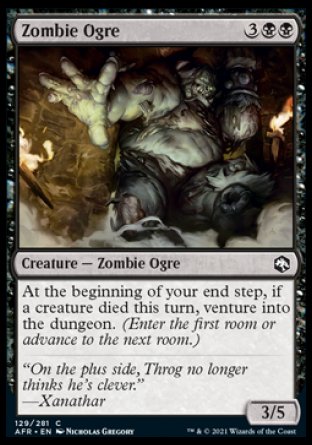 Zombie Ogre 3
Creature — Zombie Ogre
At the beginning of your end step, if
a creature died this turn, venture into
the dungeon. (Enter the first room or
advance to the next room.)
“On the plus side, Throg no longer
thinks he’s clever.”
—Xanathar
3/5
129/281 C
AFR • EN Nicholas Gregory ™ & © 2021 Wizards of the Coast